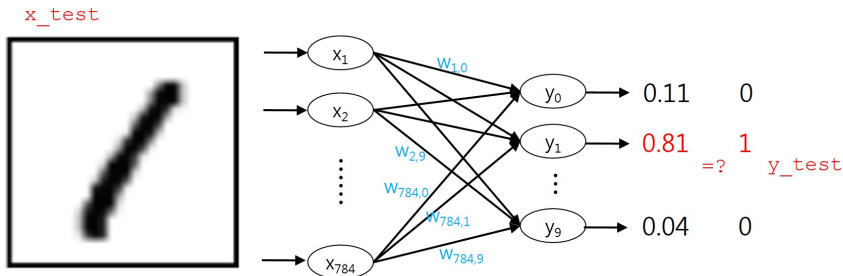 x_test
x1
w1,0
y0 0.11 0
x2
y1 0.81 1
=? y_test
w2,9
w784,0
w784,1
y9 0.04 0
w784,9
x784